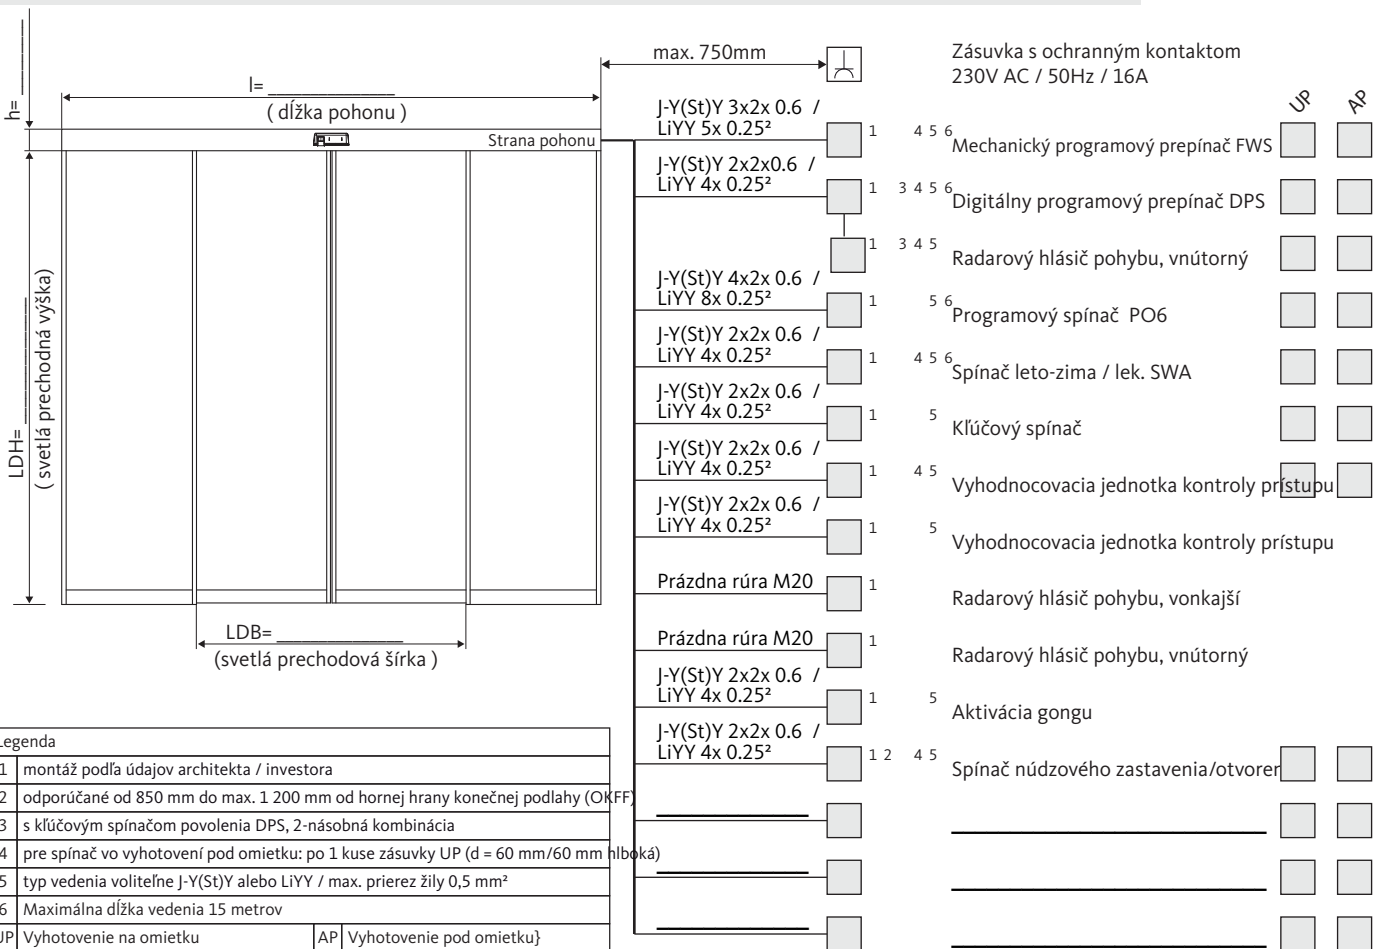 h= ________
l= ______________
( dĺžka pohonu )
Strana pohonu
LDH= ______________
( svetlá prechodná výška)
LDB= ______________
(svetlá prechodová šírka )
max. 750mm
Zásuvka s ochranným kontaktom
230V AC / 50Hz / 16A
UP AP
J-Y(St)Y 3x2x 0.6 /
LiYY 5x 0.25²
1 4 5 6 Mechanický programový prepínač FWS
J-Y(St)Y 2x2x0.6 /
LiYY 4x 0.25²
1 3 4 5 6 Digitálny programový prepínač DPS
1 3 4 5 Radarový hlásič pohybu, vnútorný
J-Y(St)Y 4x2x 0.6 /
LiYY 8x 0.25²
1 5 6 Programový spínač PO6
J-Y(St)Y 2x2x 0.6 /
LiYY 4x 0.25²
1 4 5 6 Spínač leto-zima / lek. SWA
J-Y(St)Y 2x2x 0.6 /
LiYY 4x 0.25²
1 5 Kľúčový spínač
J-Y(St)Y 2x2x 0.6 /
LiYY 4x 0.25²
1 4 5 Vyhodnocovacia jednotka kontroly prístupu
J-Y(St)Y 2x2x 0.6 /
LiYY 4x 0.25²
1 5 Vyhodnocovacia jednotka kontroly prístupu
Prázdna rúra M20
1 Radarový hlásič pohybu, vonkajší
Prázdna rúra M20
1 Radarový hlásič pohybu, vnútorný
J-Y(St)Y 2x2x 0.6 /
LiYY 4x 0.25²
1 5 Aktivácia gongu
J-Y(St)Y 2x2x 0.6 /
LiYY 4x 0.25²
1 2 4 5 Spínač núdzového zastavenia/otvoren
Legenda
1 montáž podľa údajov architekta / investora
2 odporúčané od 850 mm do max. 1 200 mm od hornej hrany konečnej podlahy (OKFF)
3 s kľúčovým spínačom povolenia DPS, 2-násobná kombinácia
4 pre spínač vo vyhotovení pod omietku: po 1 kuse zásuvky UP (d = 60 mm/60 mm hlboká)
5 typ vedenia voliteľne J-Y(St)Y alebo LiYY / max. prierez žily 0,5 mm²
6 Maximálna dĺžka vedenia 15 metrov
UP Vyhotovenie na omietku AP Vyhotovenie pod omietku}